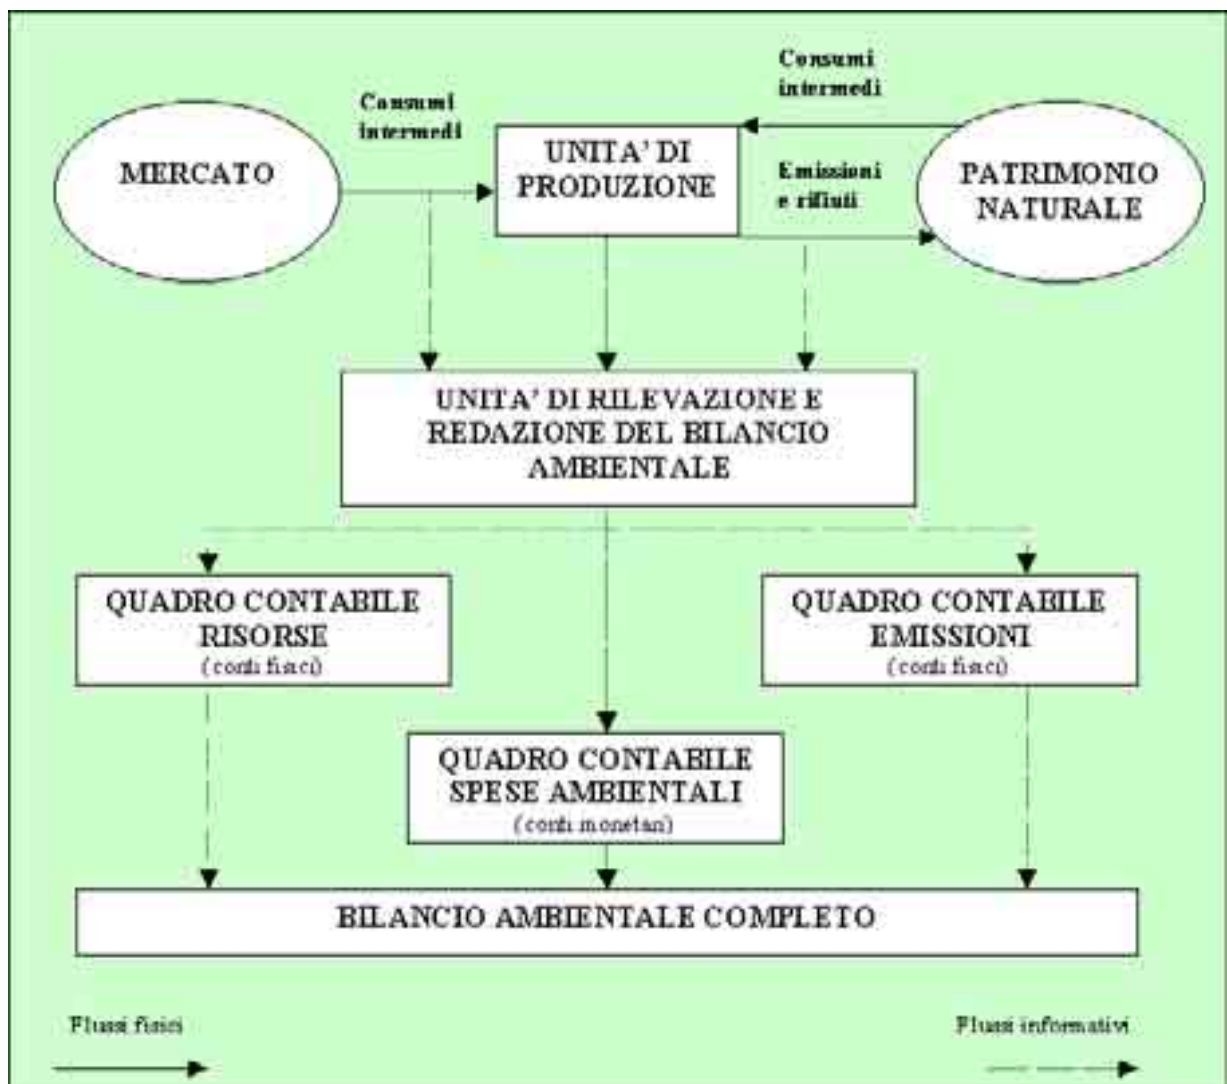 Consumi
intermedi
Consumi
intermedi
MERCATO
UNITA' DI
PRODUZIONE
Emissioni
e rifiuti
PATRIMONIO
NATURALE
UNITA' DI RILEVAZIONE E
REDAZIONE DEL BILANCIO
AMBIENTALE
QUADRO CONTABILE
RISORSE
(conti fisici)
QUADRO CONTABILE
EMISSIONI
(conti fisici)
QUADRO CONTABILE
SPESE AMBIENTALI
(conti monetari)
BILANCIO AMBIENTALE COMPLETO
Flussi fisici
Flussi informativi